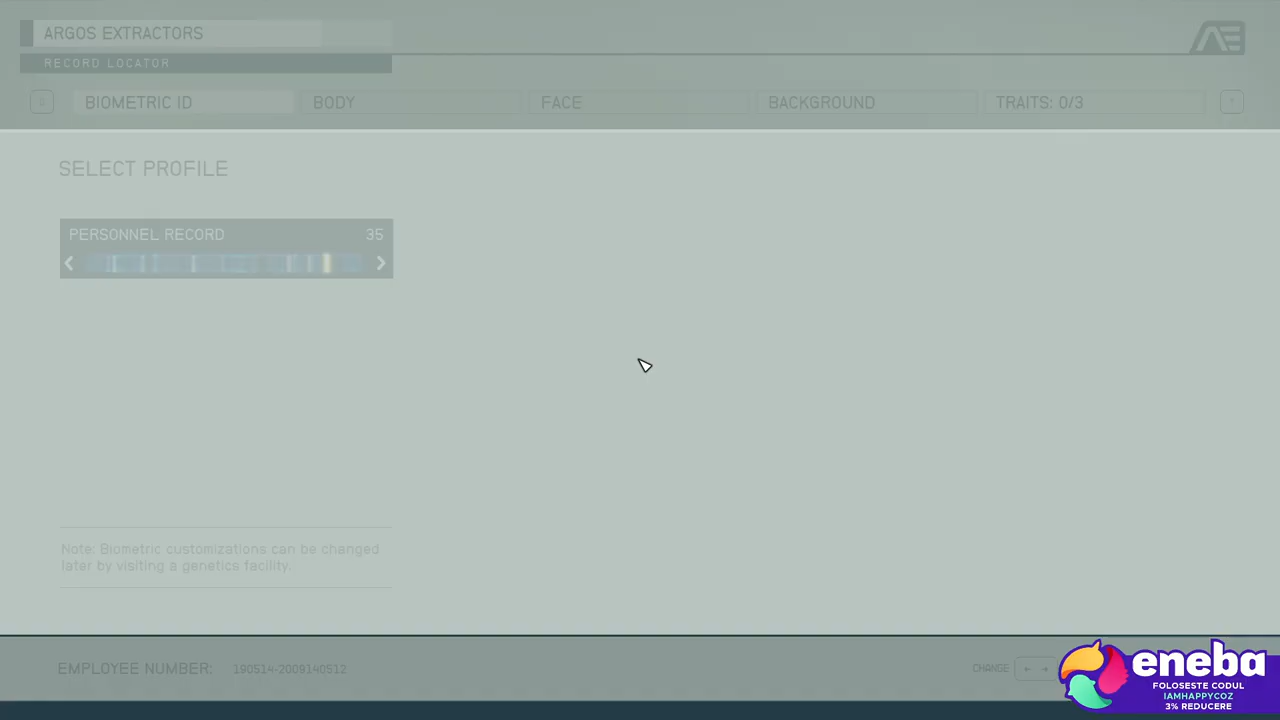 ARGOS EXTRACTORS
RECORD LOCATOR
BIOMETRIC ID
BODY
FACE
BACKGROUND
TRAITS: 0/3
SELECT PROFILE
PERSONNEL RECORD 35
Note: Biometric customizations can be changed
later by visiting a genetics facility.
EMPLOYEE NUMBER: 190514-2009140512
CHANGE
eneba
FOLOSESTE CODUL
IAMHAPPYCOZ
3% REDUCERE